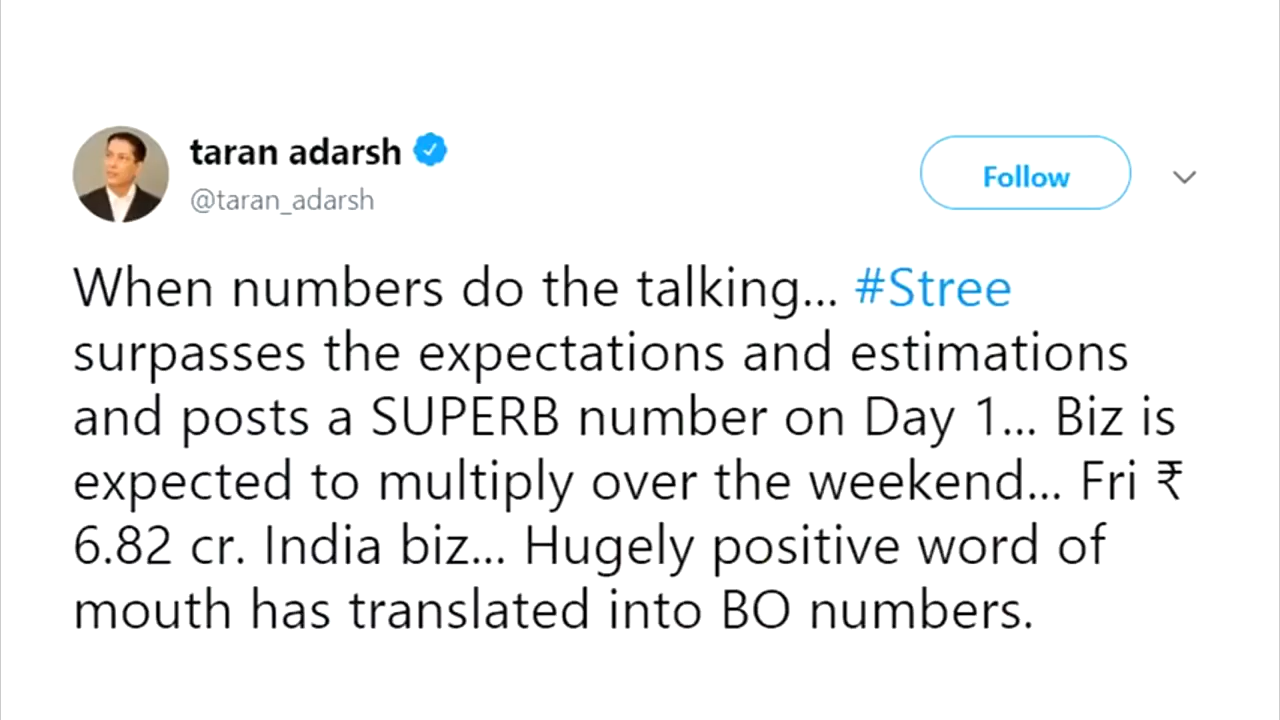 taran adarsh
@taran_adarsh
Follow
When numbers do the talking... #Stree
surpasses the expectations and estimations
and posts a SUPERB number on Day 1... Biz is
expected to multiply over the weekend... Fri ₹
6.82 cr. India biz... Hugely positive word of
mouth has translated into BO numbers.